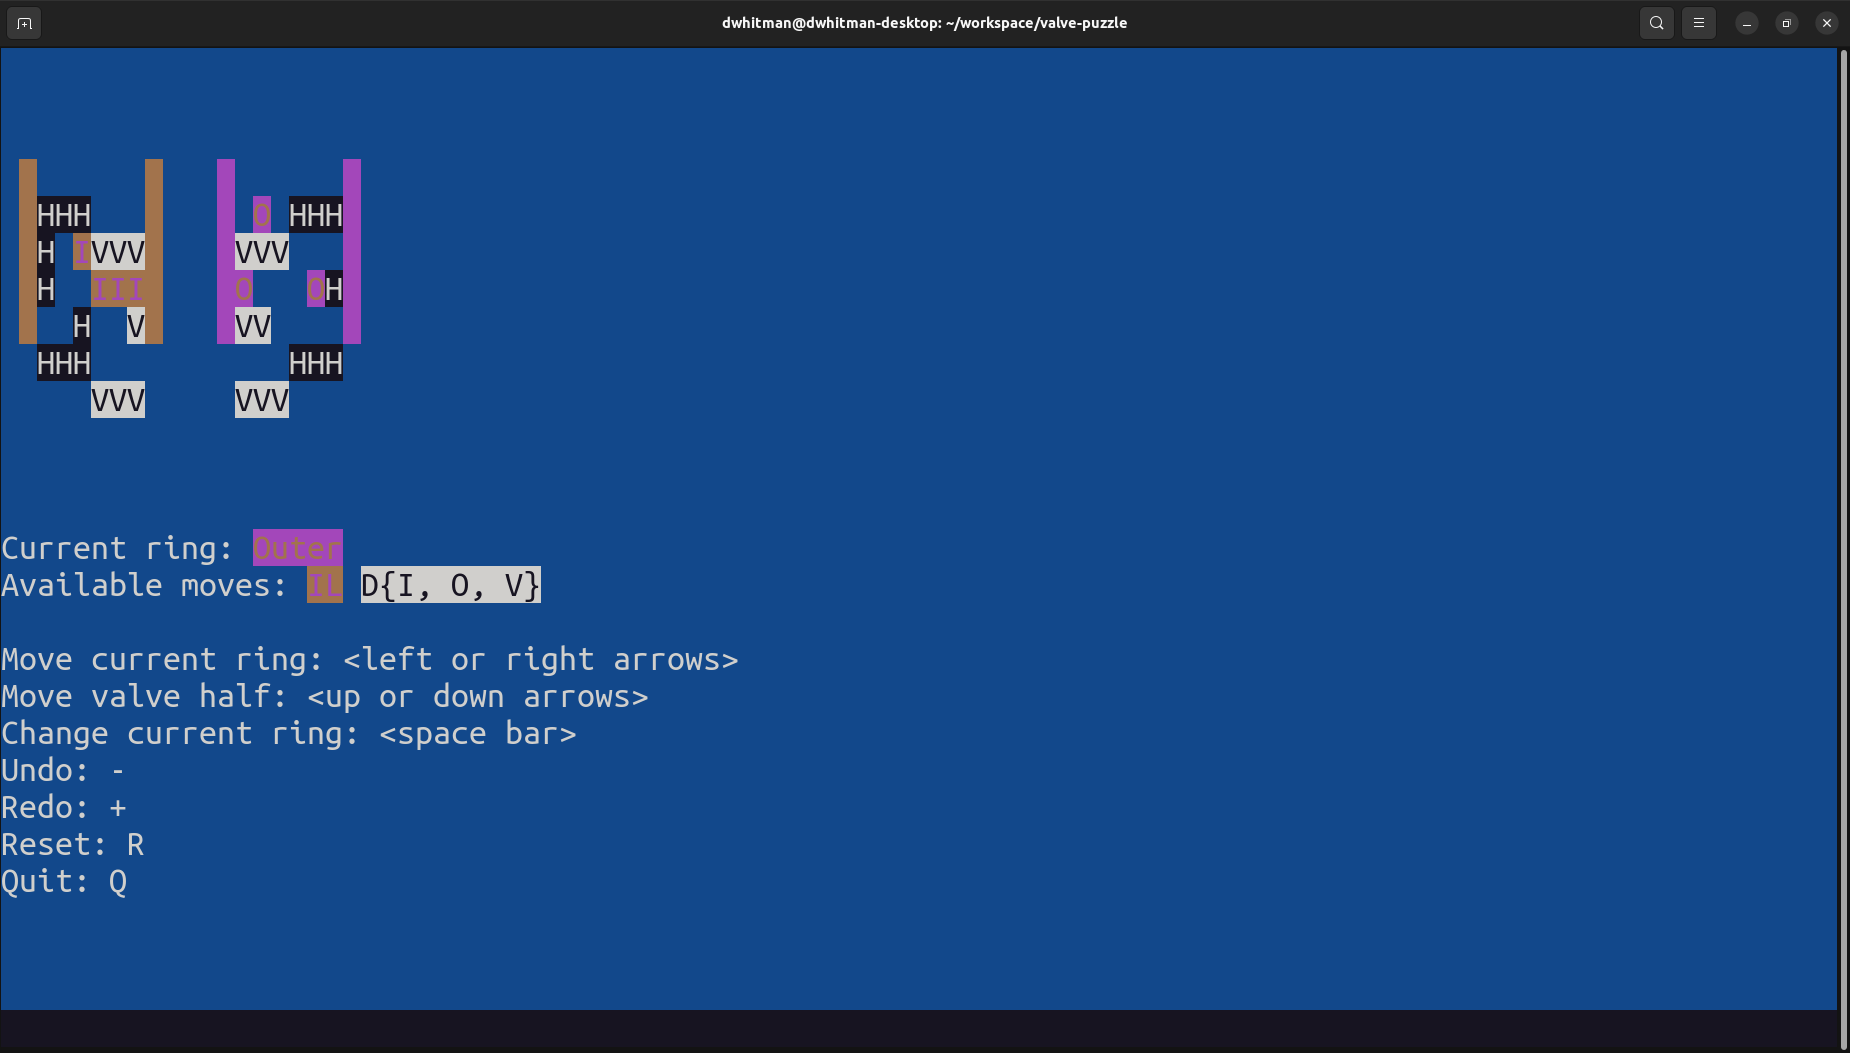 dwhitman@dwhitman-desktop: ~/workspace/valve-puzzle
HHH O HHH
H IVVV VVV
H III O OH
H V VV
HHH HHH
VVV VVV
Current ring: Outer
Available moves: IL D{I, O, V}
Move current ring: <left or right arrows>
Move valve half: <up or down arrows>
Change current ring: <space bar>
Undo: -
Redo: +
Reset: R
Quit: Q